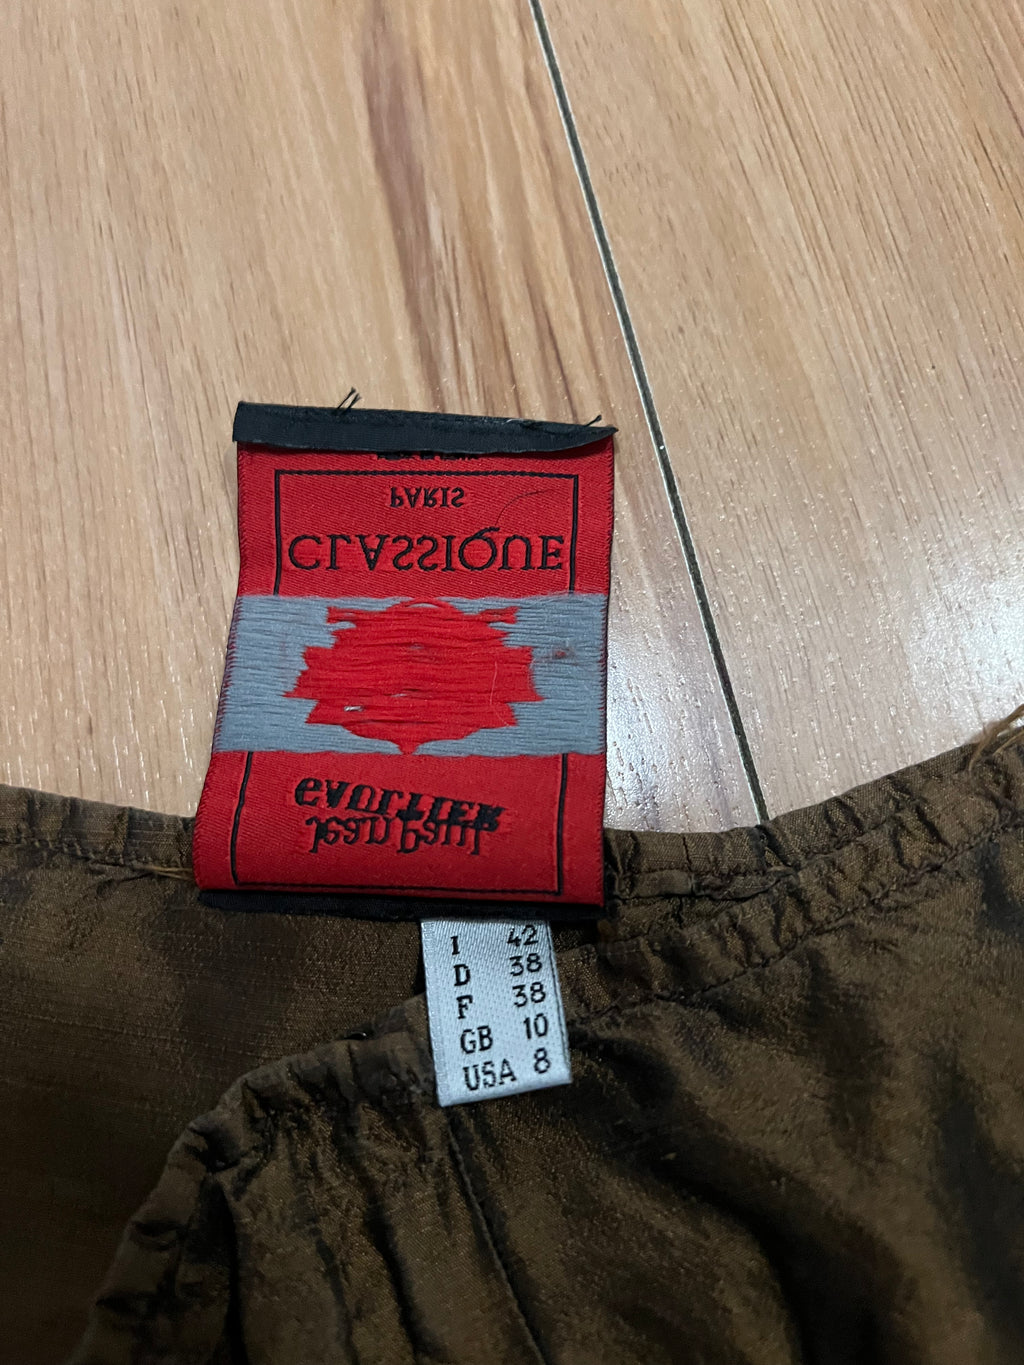 Jean Paul
GAULTIER
CLASSIQUE
PARIS
I 42
D 38
F 38
GB 10
USA 8